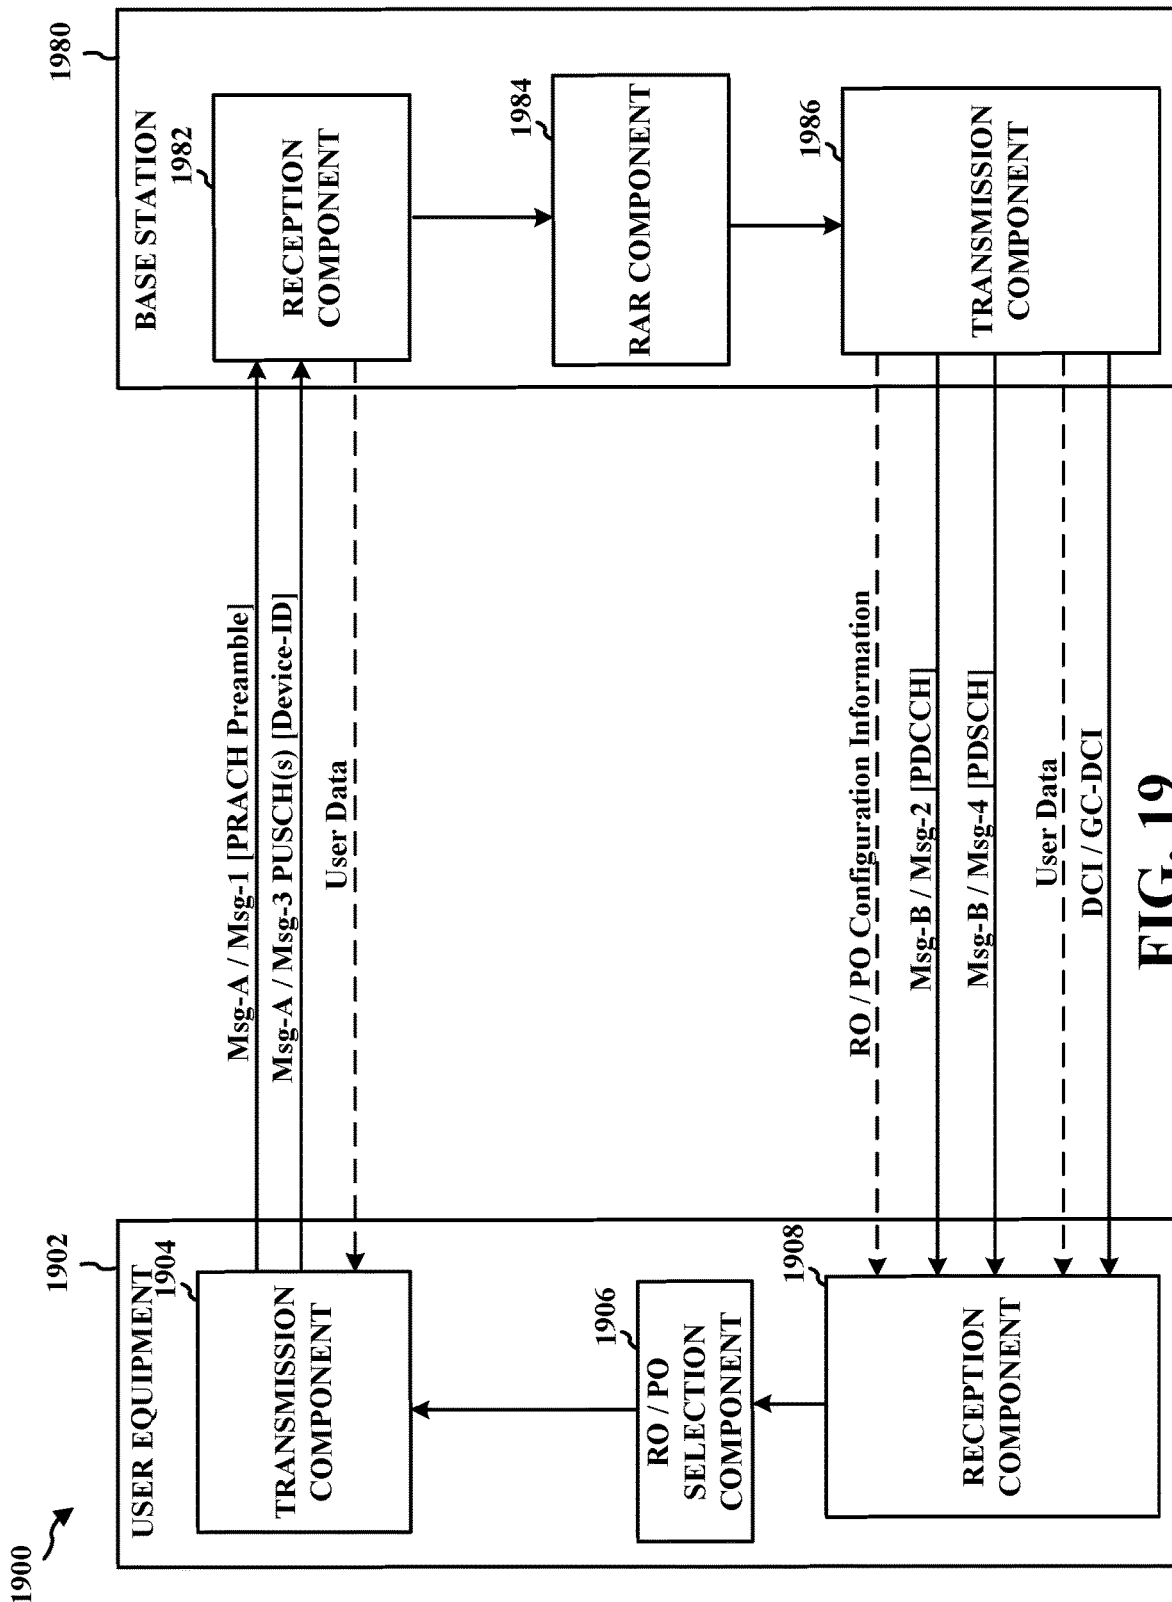 1900
1902
USER EQUIPMENT
1904
TRANSMISSION
COMPONENT
1906
RO / PO
SELECTION
COMPONENT
1908
RECEPTION
COMPONENT
Msg-A / Msg-1 [PRACH Preamble]
Msg-A / Msg-3 PUSCH(s) [Device-ID]
User Data
RO / PO Configuration Information
Msg-B / Msg-2 [PDCCH]
Msg-B / Msg-4 [PDSCH]
User Data
DCI / GC-DCI
1980
BASE STATION
1982
RECEPTION
COMPONENT
1984
RAR COMPONENT
1986
TRANSMISSION
COMPONENT
FIG. 19